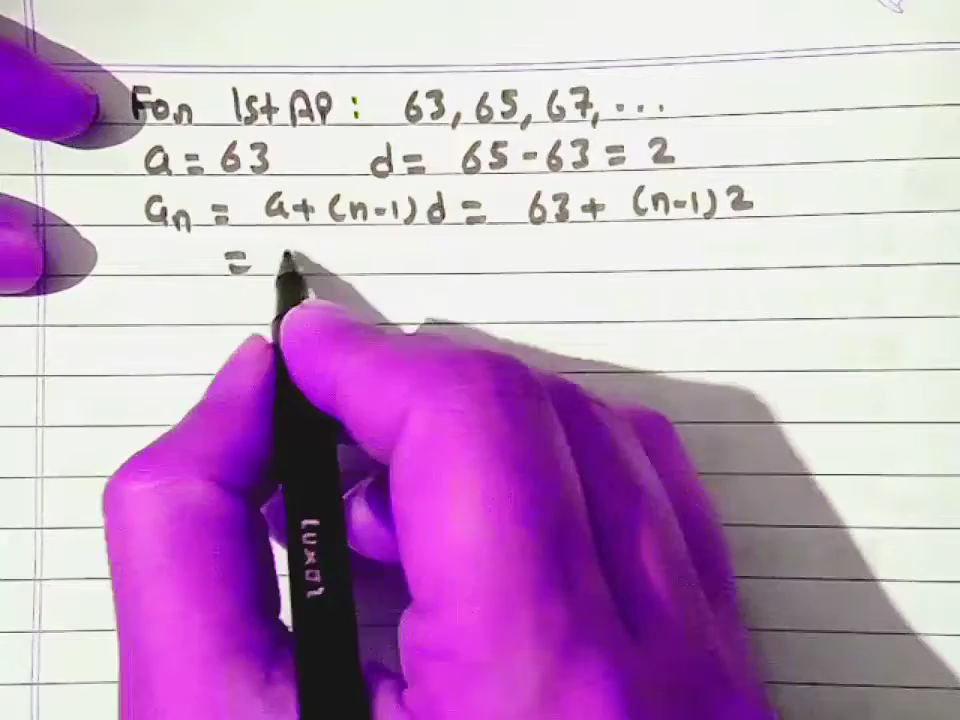 For 1st AP: 63, 65, 67, ...
a = 63 d = 65 - 63 = 2
aₙ = a + (n-1) d = 63 + (n-1) 2
=
LUXOR